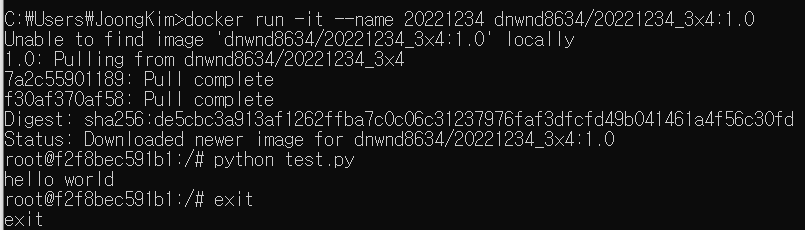 C:₩Users₩JoongKim>docker run -it --name 20221234 dnwnd8634/20221234_3x4:1.0
Unable to find image 'dnwnd8634/20221234_3x4:1.0' locally
1.0: Pulling from dnwnd8634/20221234_3x4
7a2c55901189: Pull complete
f30af370af58: Pull complete
Digest: sha256:de5cbc3a913af1262ffba7c0c06c31237976faf3dfcfd49b041461a4f56c30fd
Status: Downloaded newer image for dnwnd8634/20221234_3x4:1.0
root@f2f8bec591b1:/# python test.py
hello world
root@f2f8bec591b1:/# exit
exit